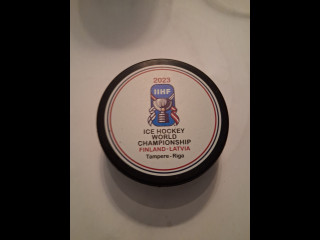 2023
IIHF
ICE HOCKEY
WORLD
CHAMPIONSHIP
FINLAND-LATVIA
Tampere-Riga